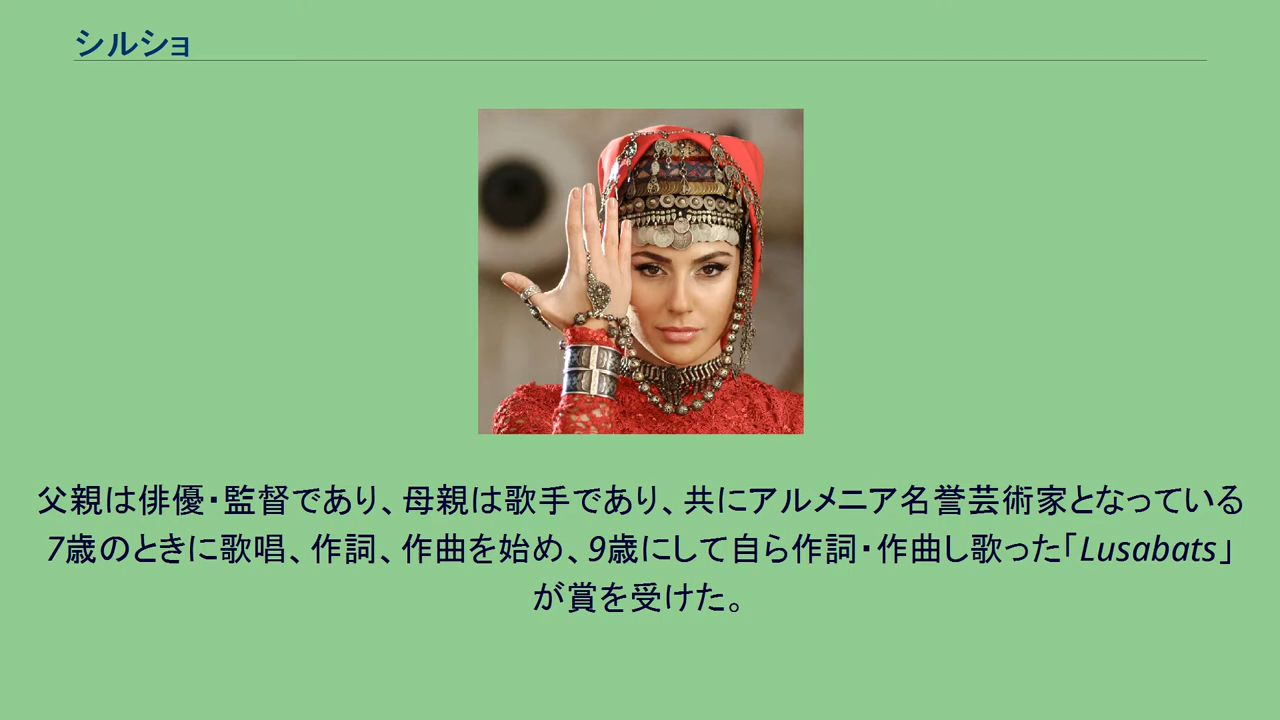 シルショ
父親は俳優・監督であり、母親は歌手であり、共にアルメニア名誉芸術家となっている
7歳のときに歌唱、作詞、作曲を始め、9歳にして自ら作詞・作曲し歌った「Lusabats」
が賞を受けた。